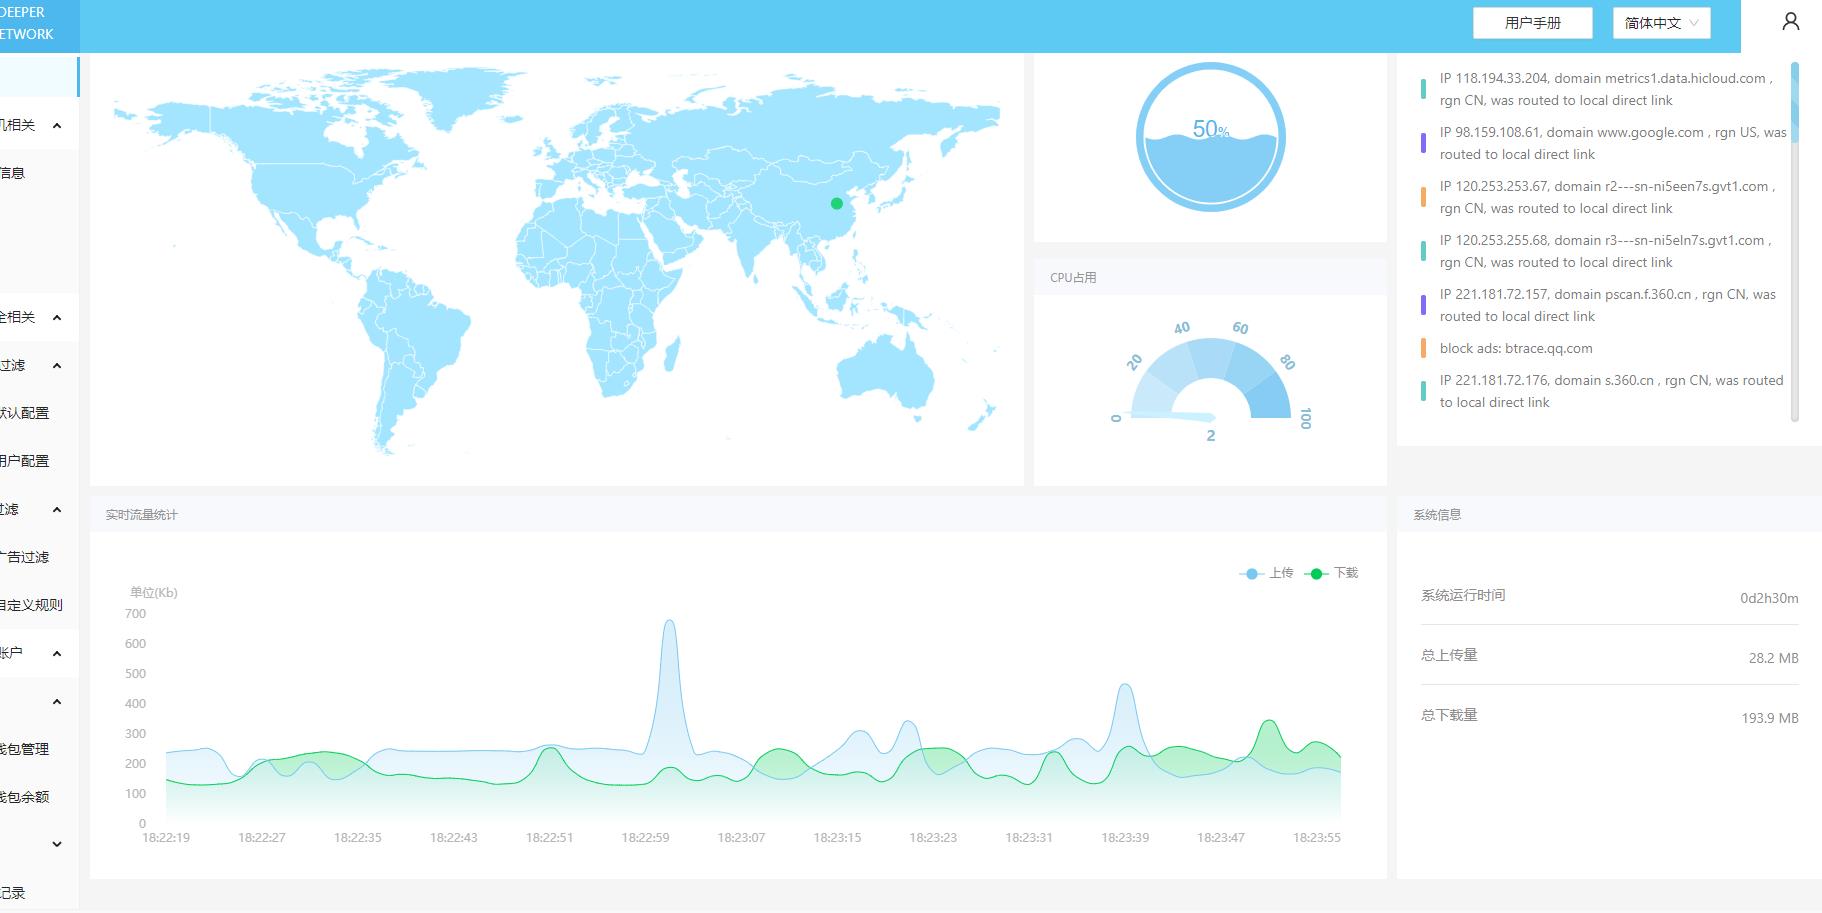 DEEPER
ETWORK
用户手册
简体中文
机相关
信息
全相关
过滤
默认配置
用户配置
过滤
广告过滤
自定义规则
账户
钱包管理
钱包余额
记录
50%
IP 118.194.33.204, domain metrics1.data.hicloud.com ,
rgn CN, was routed to local direct link
IP 98.159.108.61, domain www.google.com , rgn US, was
routed to local direct link
IP 120.253.253.67, domain r2---sn-ni5een7s.gvt1.com ,
rgn CN, was routed to local direct link
IP 120.253.255.68, domain r3---sn-ni5eln7s.gvt1.com ,
rgn CN, was routed to local direct link
IP 221.181.72.157, domain pscan.f.360.cn , rgn CN, was
routed to local direct link
block ads: btrace.qq.com
IP 221.181.72.176, domain s.360.cn , rgn CN, was routed
to local direct link
CPU占用
0
20
40
60
80
100
2
实时流量统计
上传 下载
单位(Kb)
700
600
500
400
300
200
100
0
18:22:19 18:22:27 18:22:35 18:22:43 18:22:51 18:22:59 18:23:07 18:23:15 18:23:23 18:23:31 18:23:39 18:23:47 18:23:55
系统信息
系统运行时间 0d2h30m
总上传量 28.2 MB
总下载量 193.9 MB